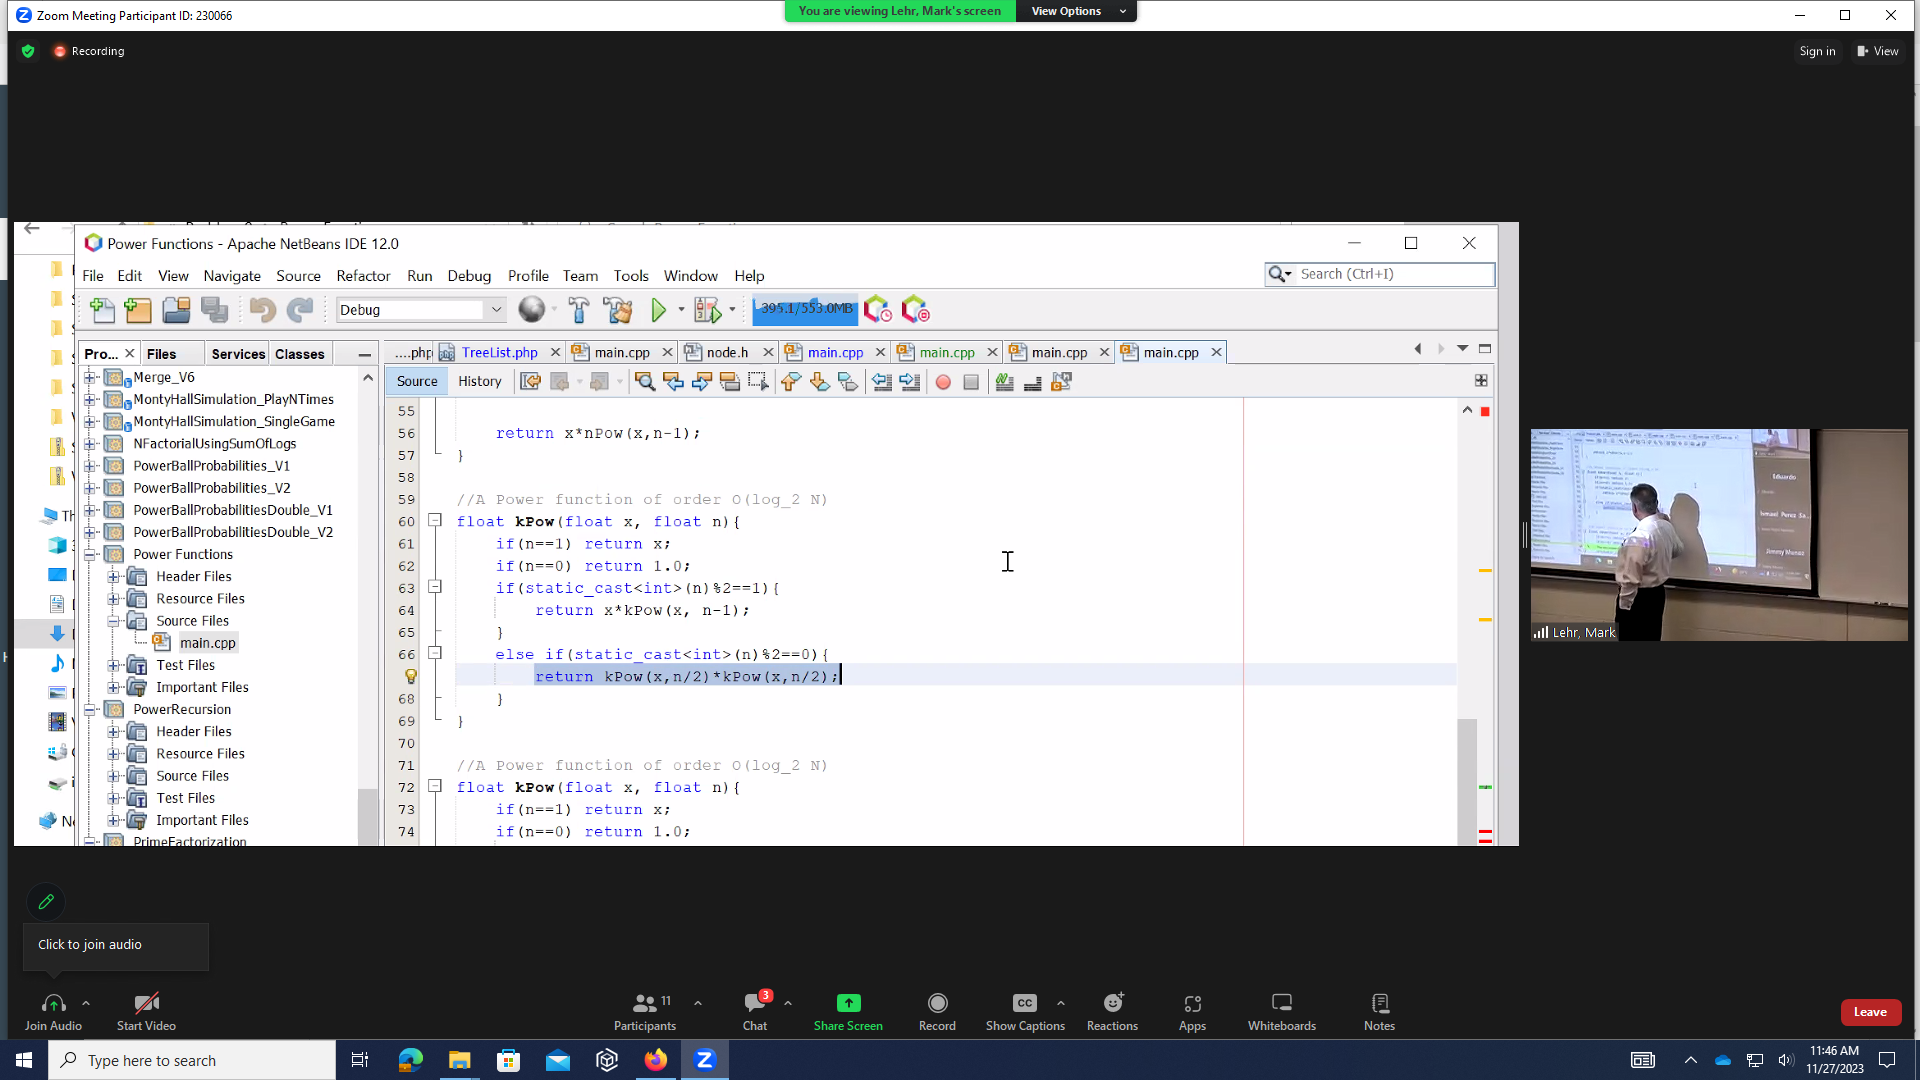 Zoom Meeting Participant ID: 230066
You are viewing Lehr, Mark's screen
View Options
Recording
Sign in
View
Power Functions - Apache NetBeans IDE 12.0
File Edit View Navigate Source Refactor Run Debug Profile Team Tools Window Help
Search (Ctrl+I)
Debug
395.1/553.0MB
Pro... Files Services Classes
....php TreeList.php main.cpp node.h main.cpp main.cpp main.cpp main.cpp
Source History
Merge_V6
MontyHallSimulation_PlayNTimes
MontyHallSimulation_SingleGame
NFactorialUsingSumOfLogs
PowerBallProbabilities_V1
PowerBallProbabilities_V2
PowerBallProbabilitiesDouble_V1
PowerBallProbabilitiesDouble_V2
Power Functions
Header Files
Resource Files
Source Files
main.cpp
Test Files
Important Files
PowerRecursion
Header Files
Resource Files
Source Files
Test Files
Important Files
PrimeFactorization
55
56 return x*nPow(x,n-1);
57 }
58
59 //A Power function of order O(log_2 N)
60 float kPow(float x, float n){
61 if(n==1) return x;
62 if(n==0) return 1.0;
63 if(static_cast<int>(n)%2==1){
64 return x*kPow(x, n-1);
65 }
66 else if(static_cast<int>(n)%2==0){
return kPow(x,n/2)*kPow(x,n/2);
68 }
69 }
70
71 //A Power function of order O(log_2 N)
72 float kPow(float x, float n){
73 if(n==1) return x;
74 if(n==0) return 1.0;
Eduardo
Ismael Perez Sa...
Lehr, Mark
Click to join audio
Join Audio
Start Video
Participants 11
Chat 3
Share Screen
Record
CC
Show Captions
Reactions
Apps
Whiteboards
Notes
Leave
Type here to search
11:46 AM
11/27/2023